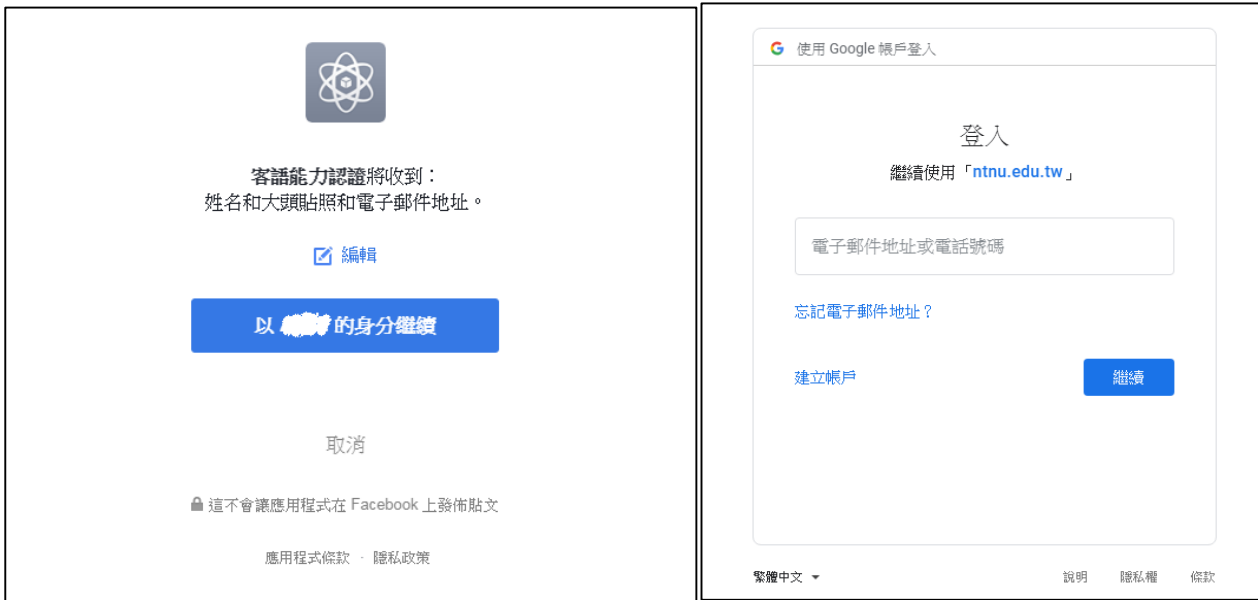 客語能力認證將收到：
姓名和大頭貼照和電子郵件地址。
編輯
以 的身分繼續
取消
這不會讓應用程式在 Facebook 上發佈貼文
應用程式條款 · 隱私政策
使用 Google 帳戶登入
登入
繼續使用「ntnu.edu.tw」
電子郵件地址或電話號碼
忘記電子郵件地址？
建立帳戶
繼續
繁體中文
說明 隱私權 條款